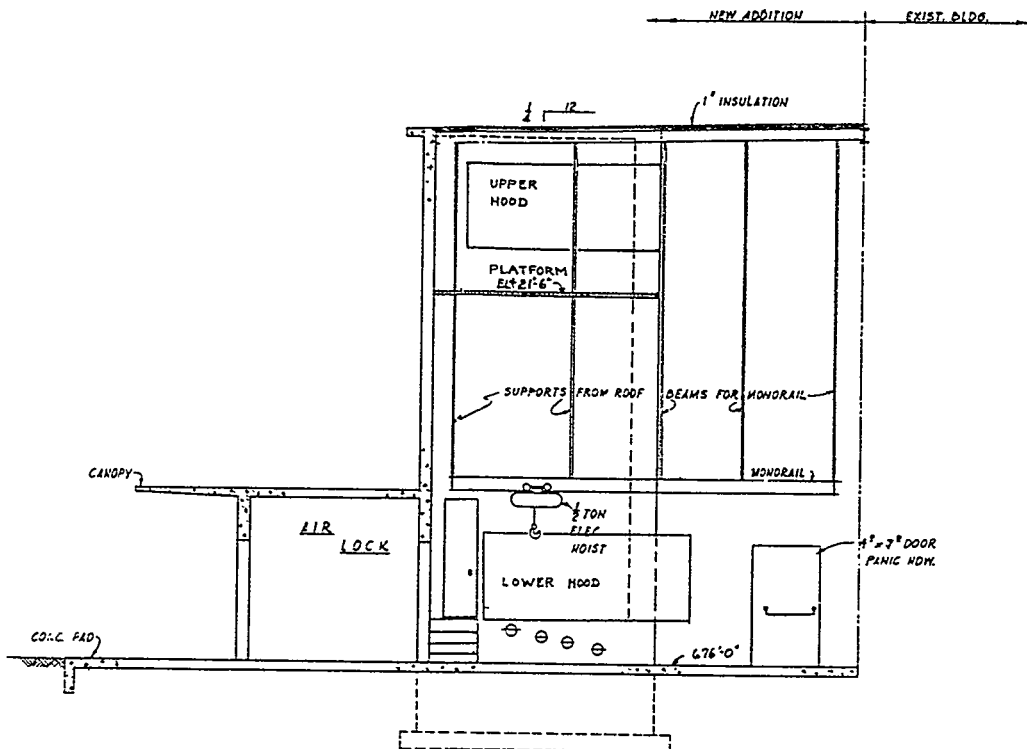 NEW ADDITION
EXIST. BLDG.
1" INSULATION
1/4
12
UPPER
HOOD
PLATFORM
EL+21'-6"
SUPPORTS FROM ROOF BEAMS FOR MONORAIL
MONORAIL
CANOPY
AIR
LOCK
1/2 TON
ELEC
HOIST
LOWER HOOD
DOOR
PANIC HDW.
CONC. PAD
676'-0"